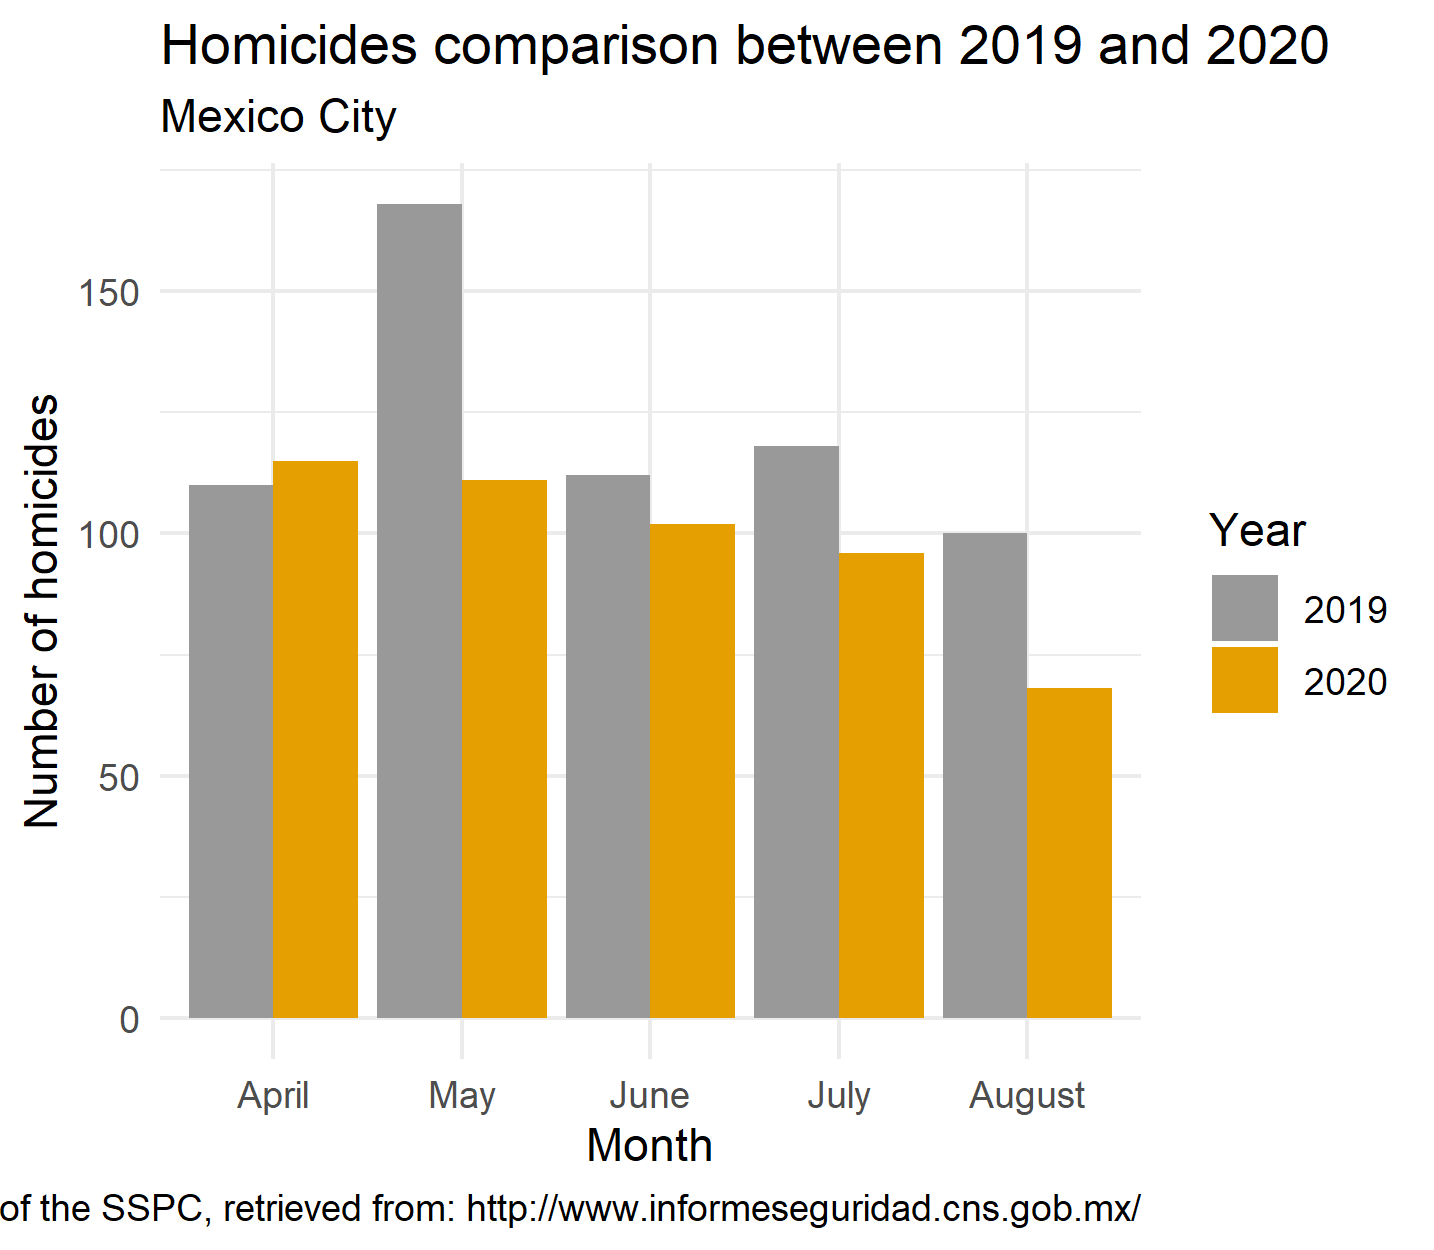 Homicides comparison between 2019 and 2020
Mexico City
Number of homicides
150
100
50
0
April May June July August
Month
Year
2019
2020
of the SSPC, retrieved from: http://www.informeseguridad.cns.gob.mx/